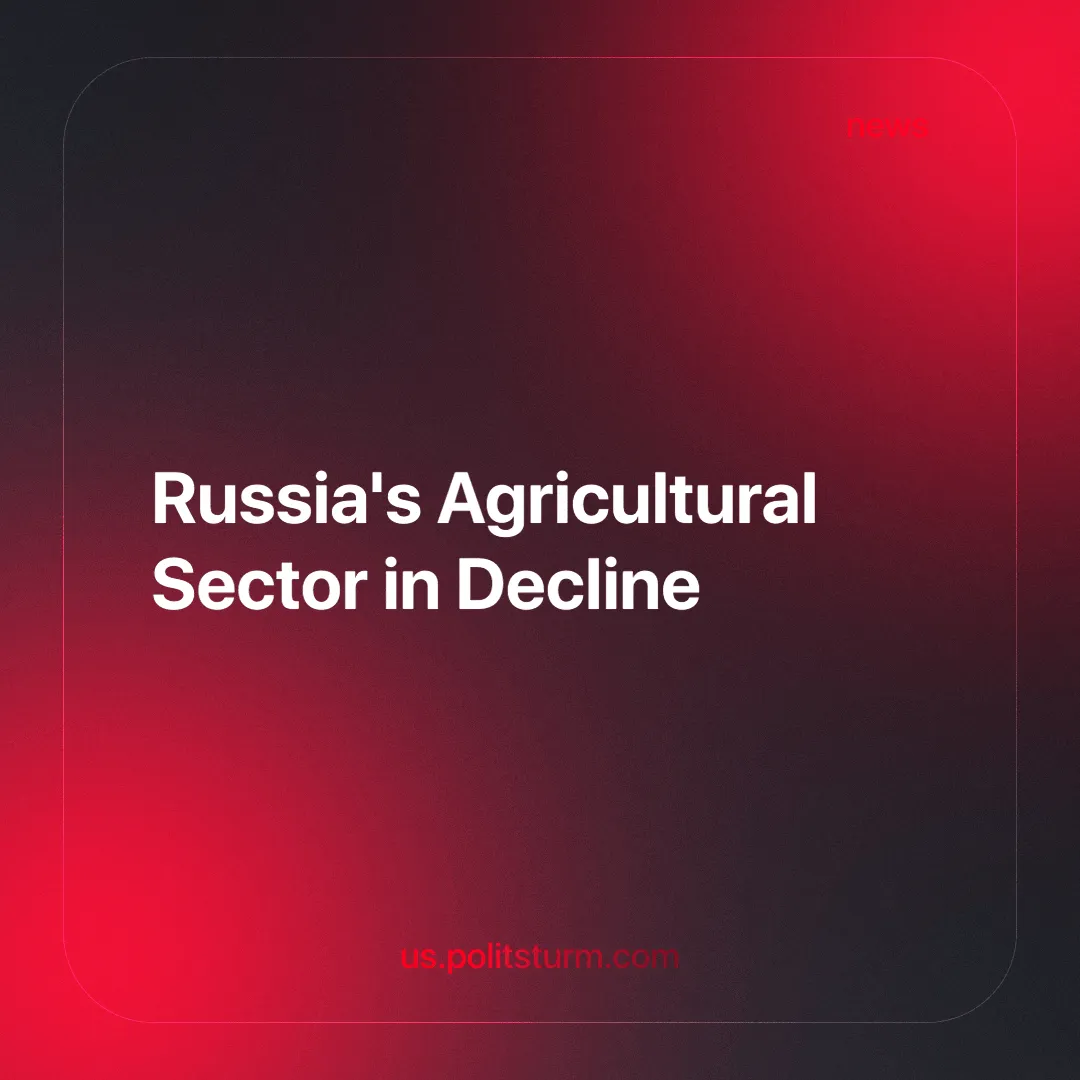 news
Russia's Agricultural
Sector in Decline
us.politsturm.com